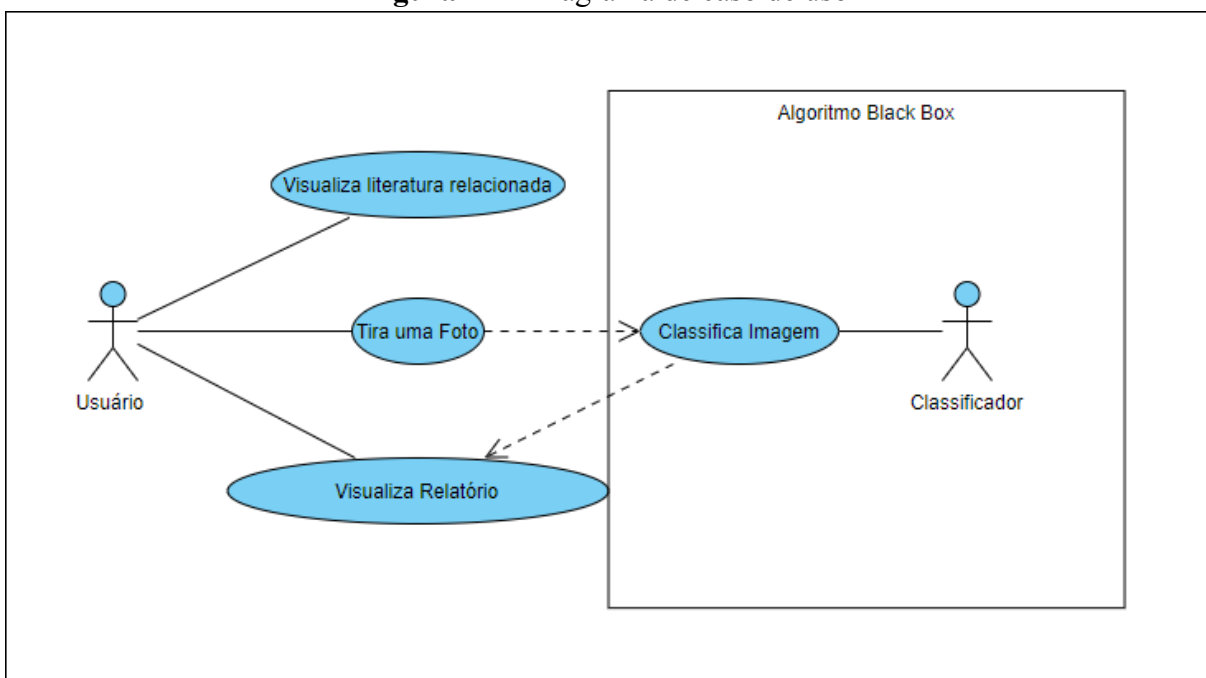 Algoritmo Black Box
Visualiza literatura relacionada
Tira uma Foto
Classifica Imagem
Usuário
Classificador
Visualiza Relatório